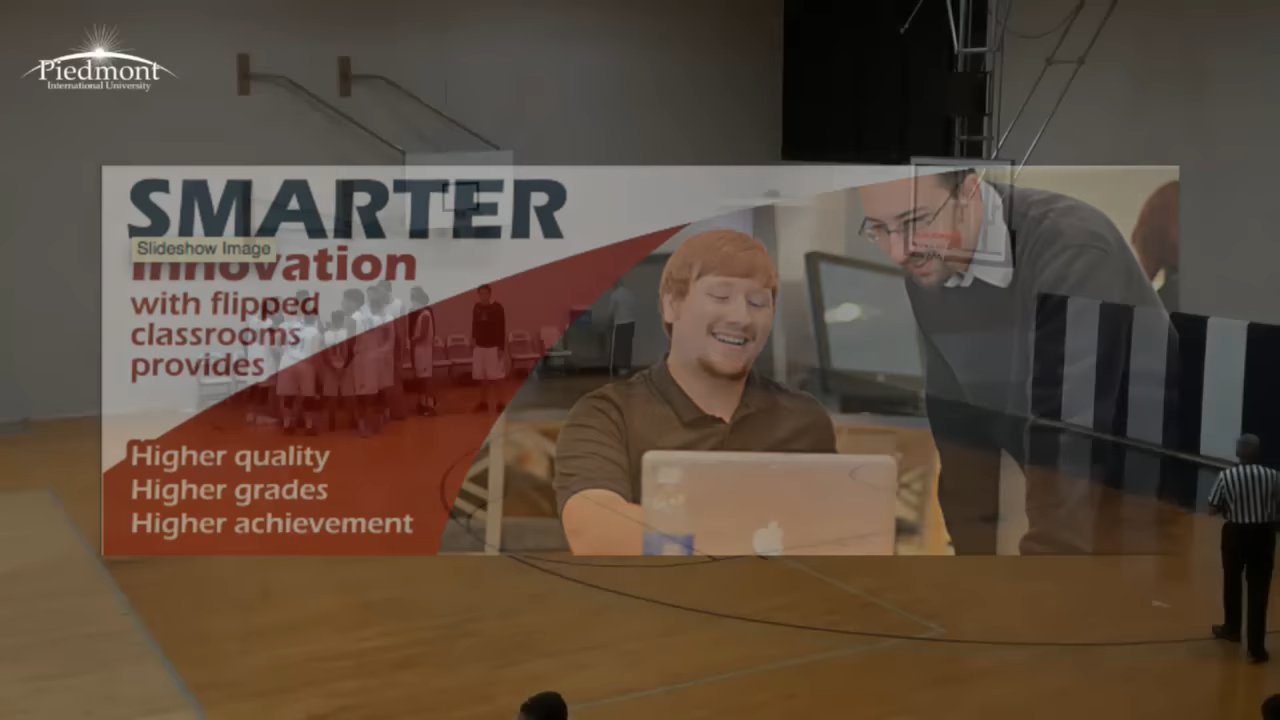 Piedmont
International University
SMARTER
Slideshow Image
innovation
with flipped
classrooms
provides
Higher quality
Higher grades
Higher achievement